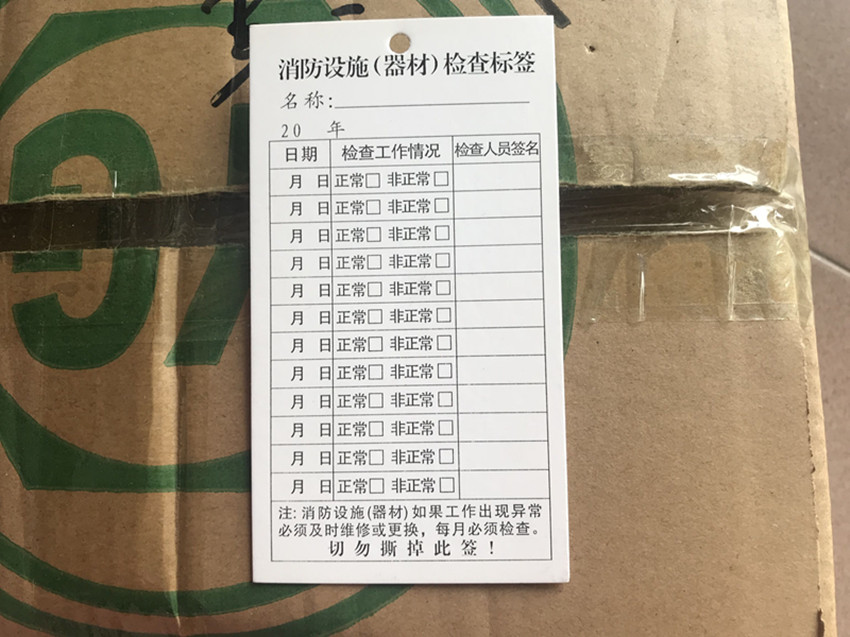 消防设施(器材)检查标签
名称:
20 年
日期 检查工作情况 检查人员签名
月 日 正常□ 非正常□
月 日 正常□ 非正常□
月 日 正常□ 非正常□
月 日 正常□ 非正常□
月 日 正常□ 非正常□
月 日 正常□ 非正常□
月 日 正常□ 非正常□
月 日 正常□ 非正常□
月 日 正常□ 非正常□
月 日 正常□ 非正常□
月 日 正常□ 非正常□
月 日 正常□ 非正常□
注:消防设施(器材)如果工作出现异常
必须及时维修或更换，每月必须检查。
切勿撕掉此签!